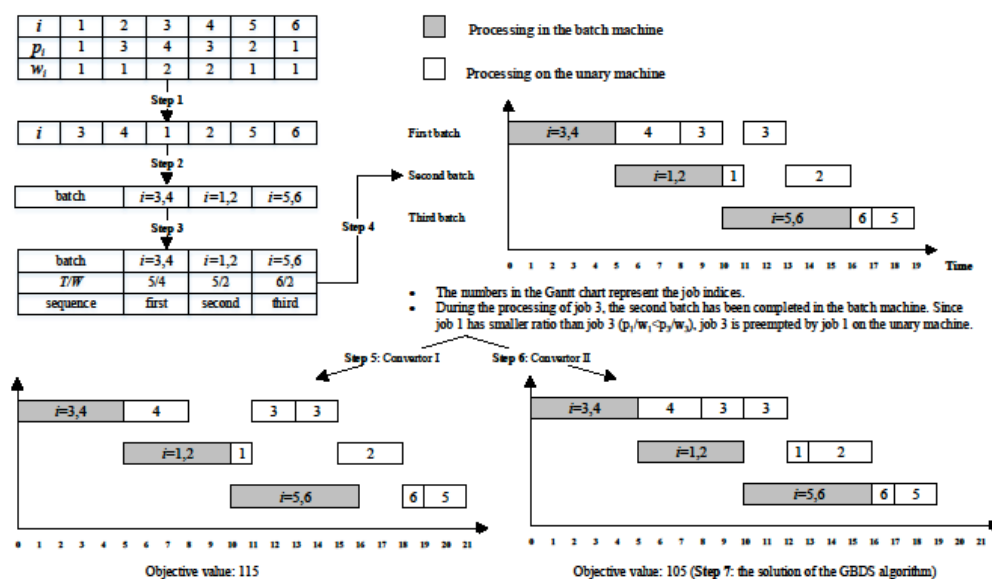 i 1 2 3 4 5 6
pi 1 3 4 3 2 1
wi 1 1 2 2 1 1
Step 1
i 3 4 1 2 5 6
Step 2
batch i=3,4 i=1,2 i=5,6
Step 3
batch i=3,4 i=1,2 i=5,6
T/W 5/4 5/2 6/2
sequence first second third
Step 4
Processing in the batch machine
Processing on the unary machine
First batch i=3,4 4 3 3
Second batch i=1,2 1 2
Third batch i=5,6 6 5
0 1 2 3 4 5 6 7 8 9 10 11 12 13 14 15 16 17 18 19 Time
• The numbers in the Gantt chart represent the job indices.
• During the processing of job 3, the second batch has been completed in the batch machine. Since
job 1 has smaller ratio than job 3 (p1/w1<p3/w3), job 3 is preempted by job 1 on the unary machine.
Step 5: Convertor I
Step 6: Convertor II
i=3,4 4 3 3
i=1,2 1 2
i=5,6 6 5
0 1 2 3 4 5 6 7 8 9 10 11 12 13 14 15 16 17 18 19 20 21
Objective value: 115
i=3,4 4 3 3
i=1,2 1 2
i=5,6 6 5
0 1 2 3 4 5 6 7 8 9 10 11 12 13 14 15 16 17 18 19 20 21
Objective value: 105 (Step 7: the solution of the GBDS algorithm)